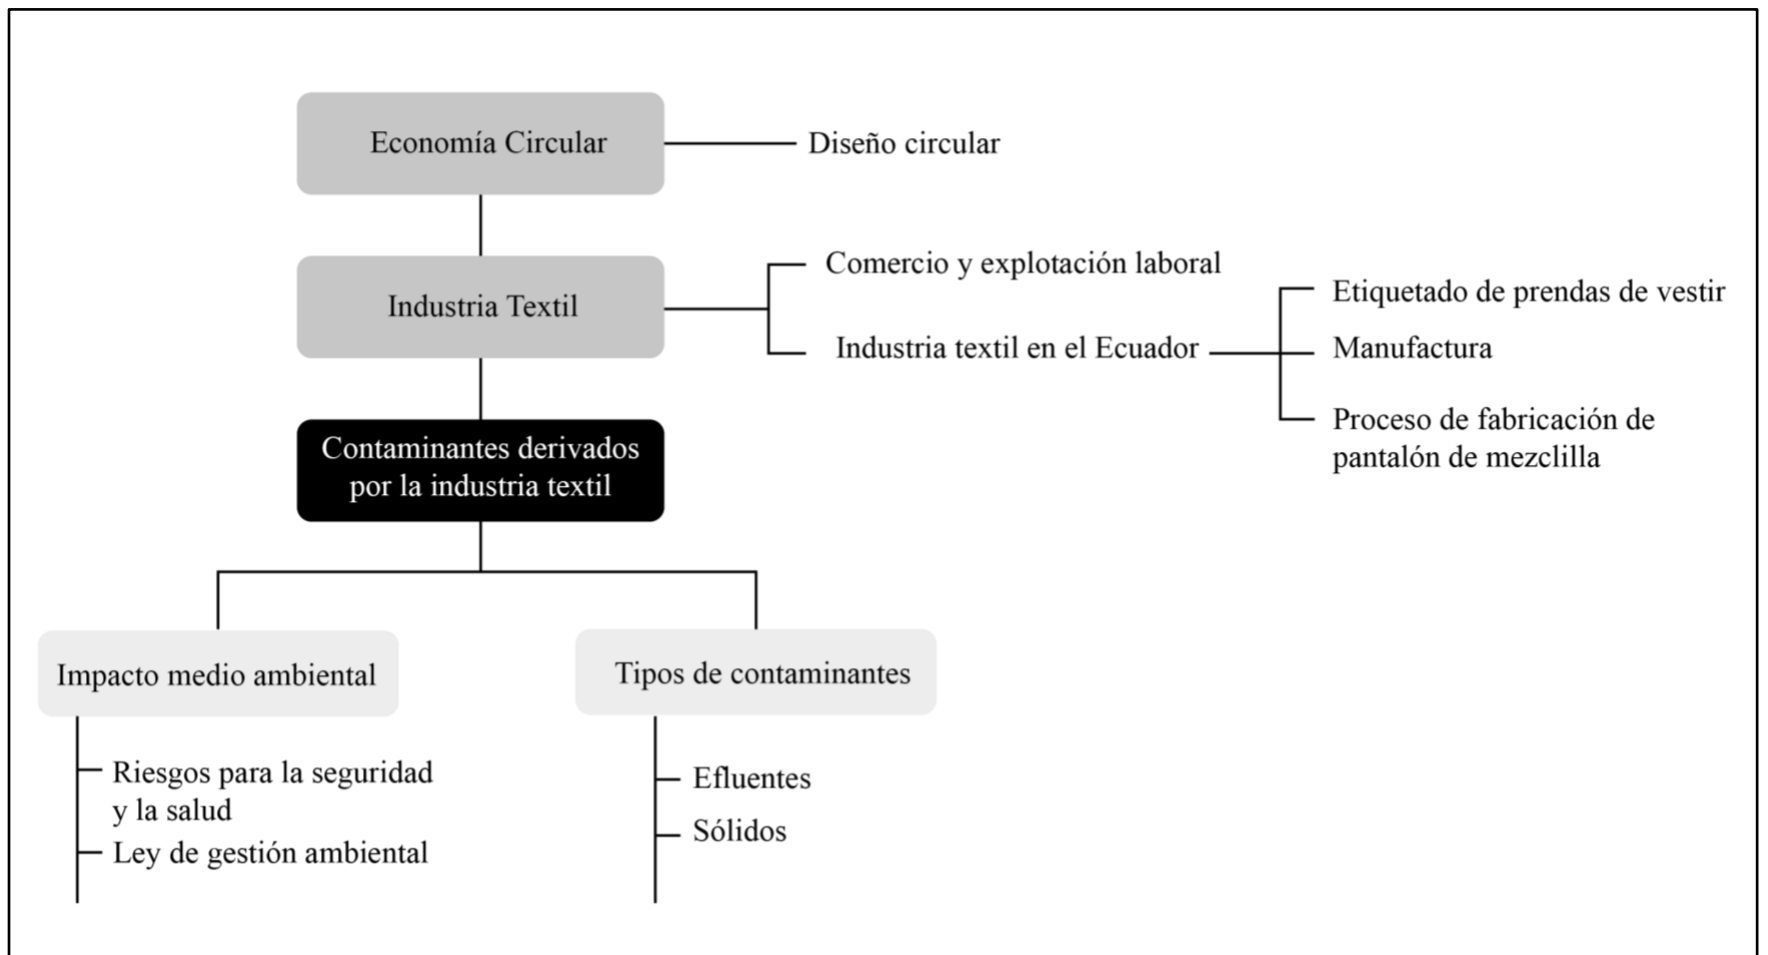 Economía Circular
Diseño circular
Industria Textil
Comercio y explotación laboral
Industria textil en el Ecuador
Etiquetado de prendas de vestir
Manufactura
Proceso de fabricación de
pantalón de mezclilla
Contaminantes derivados
por la industria textil
Impacto medio ambiental
Riesgos para la seguridad
y la salud
Ley de gestión ambiental
Tipos de contaminantes
Efluentes
Sólidos